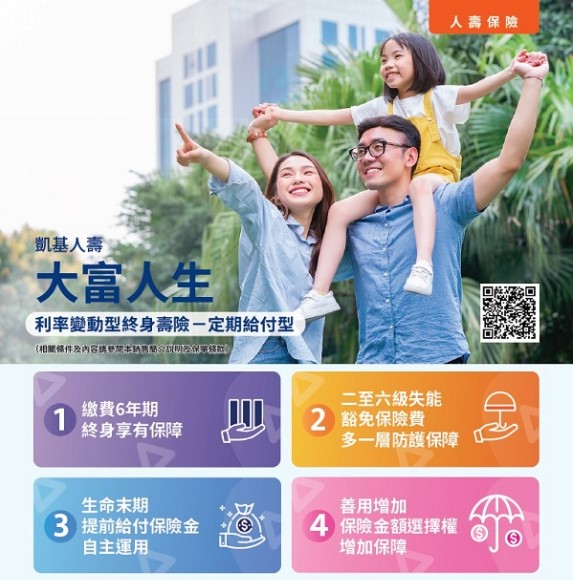 人壽保險
凱基人壽
大富人生
利率變動型終身壽險－定期給付型
(相關條件及內容請參閱本銷售簡介說明及保單條款)
1
繳費6年期
終身享有保障
2
二至六級失能
豁免保險費
多一層防護保障
3
生命末期
提前給付保險金
自主運用
4
善用增加
保險金額選擇權
增加保障